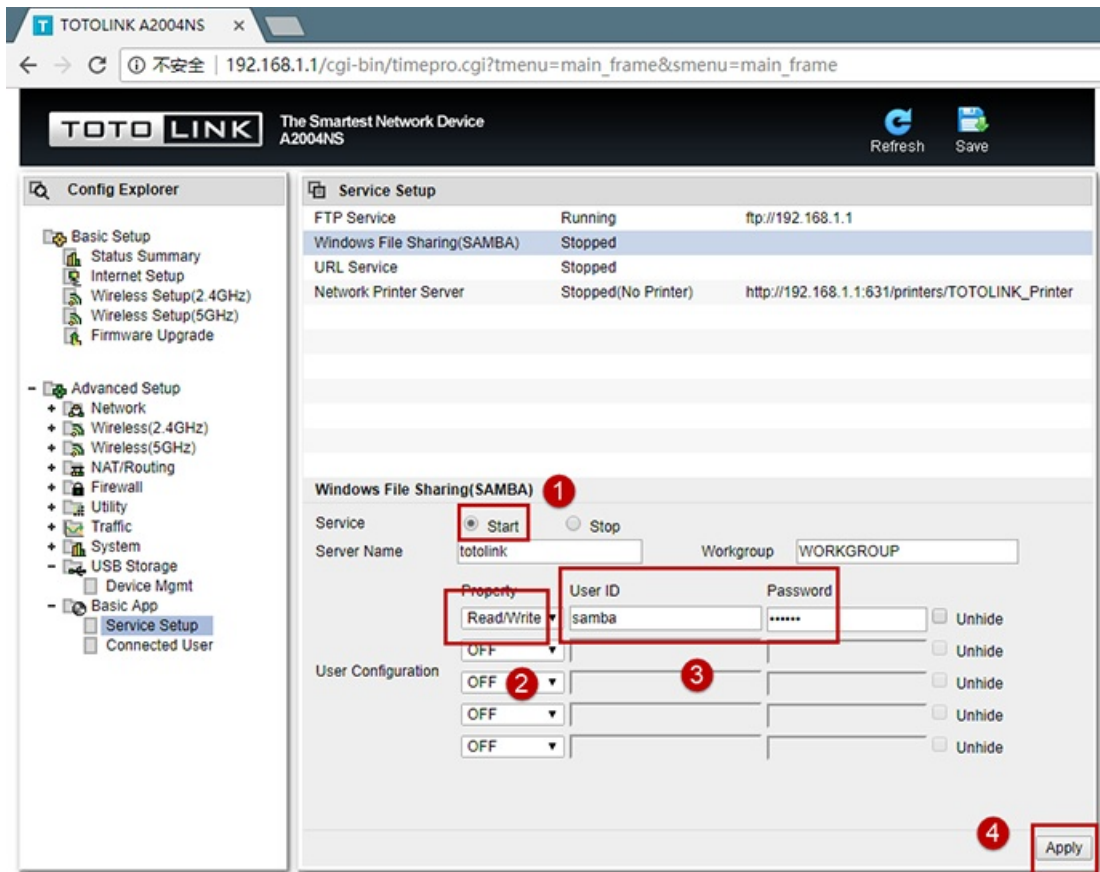 TOTOLINK A2004NS
不安全 | 192.168.1.1/cgi-bin/timepro.cgi?tmenu=main_frame&smenu=main_frame
TOTO LINK
The Smartest Network Device
A2004NS
Refresh
Save
Config Explorer
Basic Setup
Status Summary
Internet Setup
Wireless Setup(2.4GHz)
Wireless Setup(5GHz)
Firmware Upgrade
Advanced Setup
Network
Wireless(2.4GHz)
Wireless(5GHz)
NAT/Routing
Firewall
Utility
Traffic
System
USB Storage
Device Mgmt
Basic App
Service Setup
Connected User
Service Setup
FTP Service Running ftp://192.168.1.1
Windows File Sharing(SAMBA) Stopped
URL Service Stopped
Network Printer Server Stopped(No Printer) http://192.168.1.1:631/printers/TOTOLINK_Printer
Windows File Sharing(SAMBA) 1
Service Start Stop
Server Name totolink Workgroup WORKGROUP
Property User ID Password
Read/Write samba •••••• Unhide
OFF Unhide
User Configuration
OFF 2 3 Unhide
OFF Unhide
OFF Unhide
4 Apply